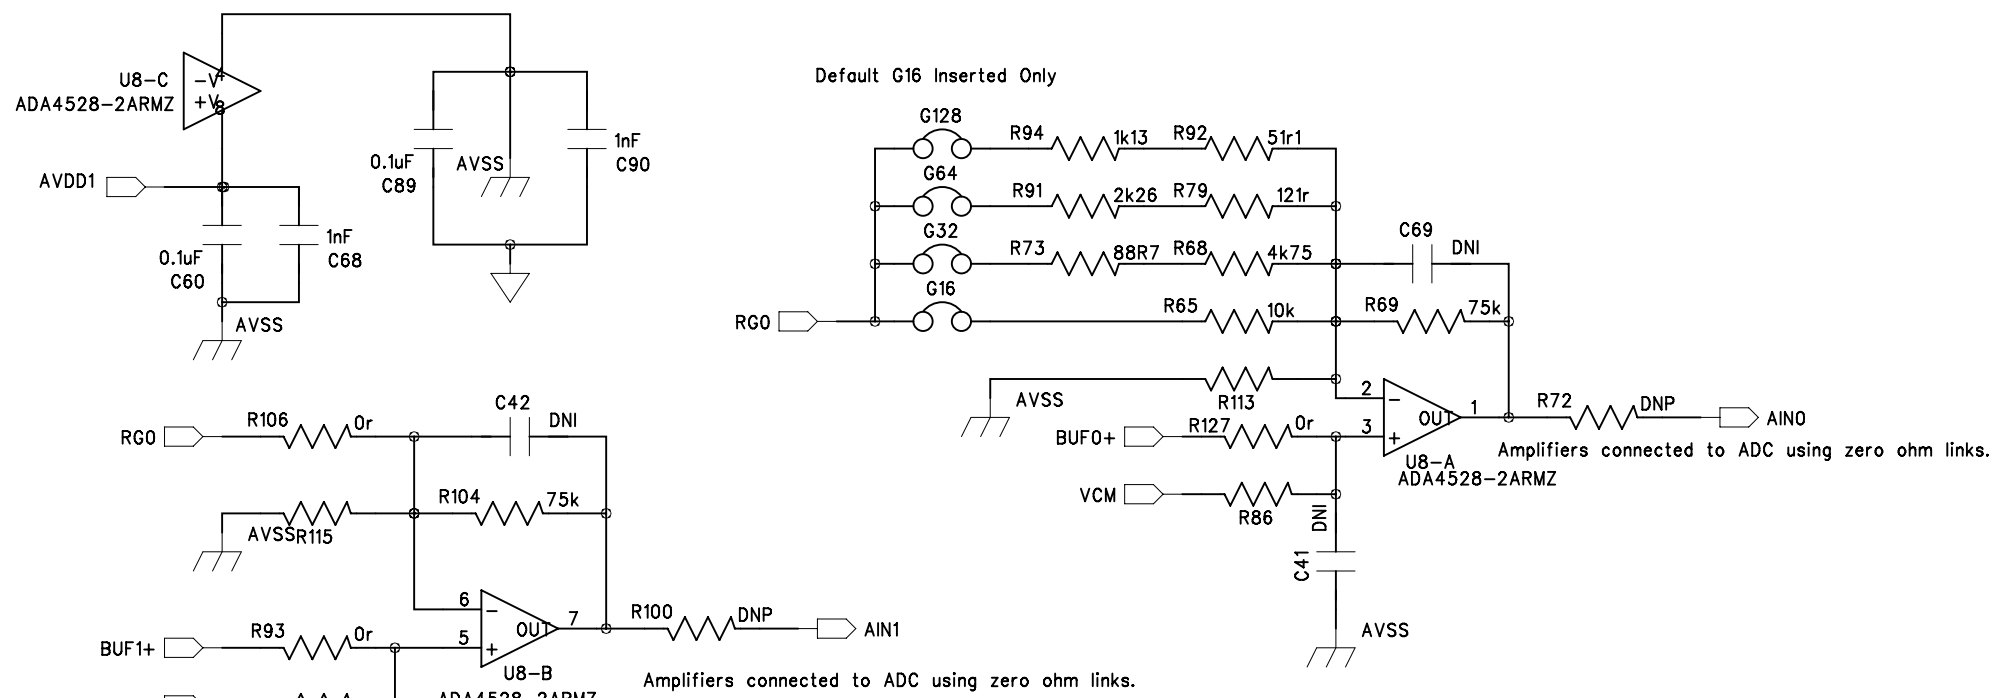 U8-C
ADA4528-2ARMZ
-V
4
+V
8
AVDD1
0.1uF
C60
1nF
C68
AVSS
0.1uF
C89
AVSS
1nF
C90
Default G16 Inserted Only
G128
R94
1k13
R92
51r1
G64
R91
2k26
R79
121r
G32
R73
88R7
R68
4k75
C69
DNI
G16
RG0
R65
10k
R69
75k
AVSS
R113
2
-
OUT
1
R72
DNP
AIN0
BUF0+
R127
0r
3
+
U8-A
ADA4528-2ARMZ
Amplifiers connected to ADC using zero ohm links.
VCM
R86
DNI
C41
AVSS
RG0
R106
0r
C42
DNI
AVSS
R115
R104
75k
6
-
OUT
7
R100
DNP
AIN1
BUF1+
R93
0r
5
+
U8-B
ADA4528-2ARMZ
Amplifiers connected to ADC using zero ohm links.